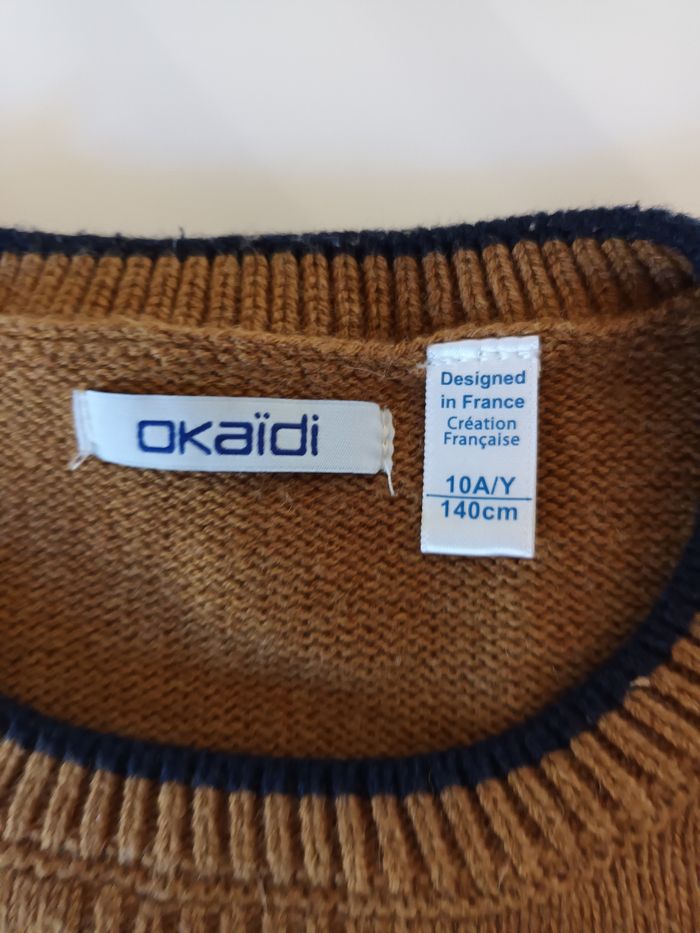 okaïdi
Designed
in France
Création
Française
10A/Y
140cm